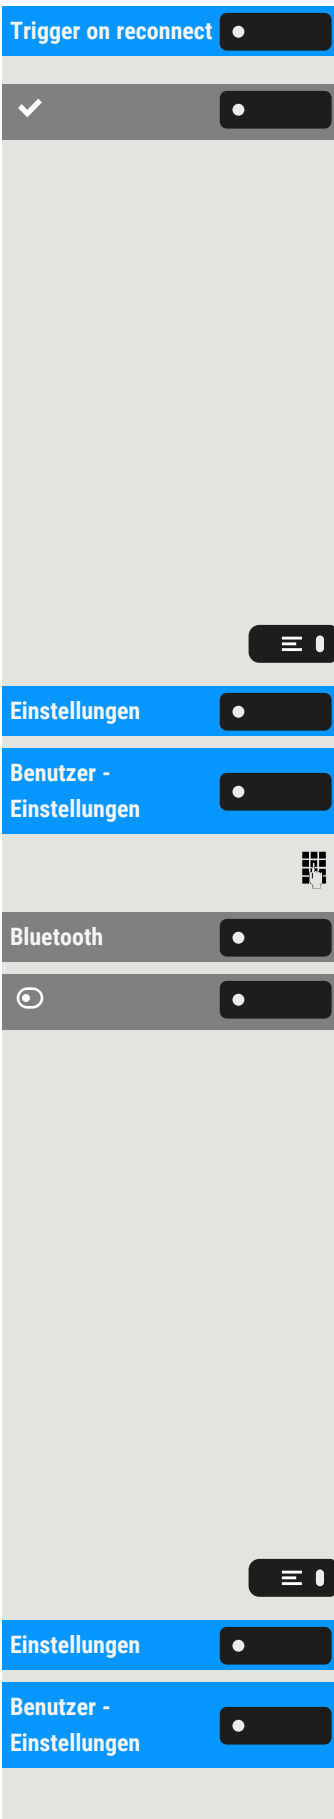 Trigger on reconnect
Einstellungen
Benutzer -
Einstellungen
Bluetooth
Einstellungen
Benutzer -
Einstellungen